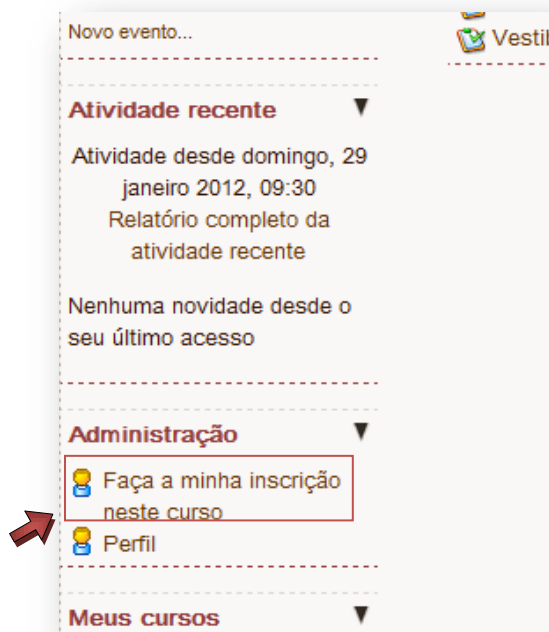 Novo evento...
Atividade recente
Atividade desde domingo, 29
janeiro 2012, 09:30
Relatório completo da
atividade recente
Nenhuma novidade desde o
seu último acesso
Administração
Faça a minha inscrição
neste curso
Perfil
Meus cursos